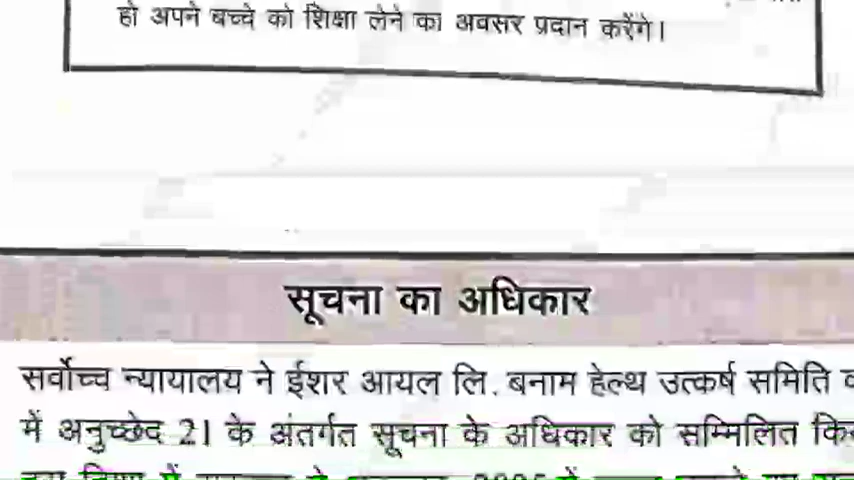 हो अपने बच्चे को शिक्षा लेने का अवसर प्रदान करेंगे।
सूचना का अधिकार
सर्वोच्च न्यायालय ने ईशर आयल लि. बनाम हेल्थ उत्कर्ष समिति
में अनुच्छेद 21 के अंतर्गत सूचना के अधिकार को सम्मिलित